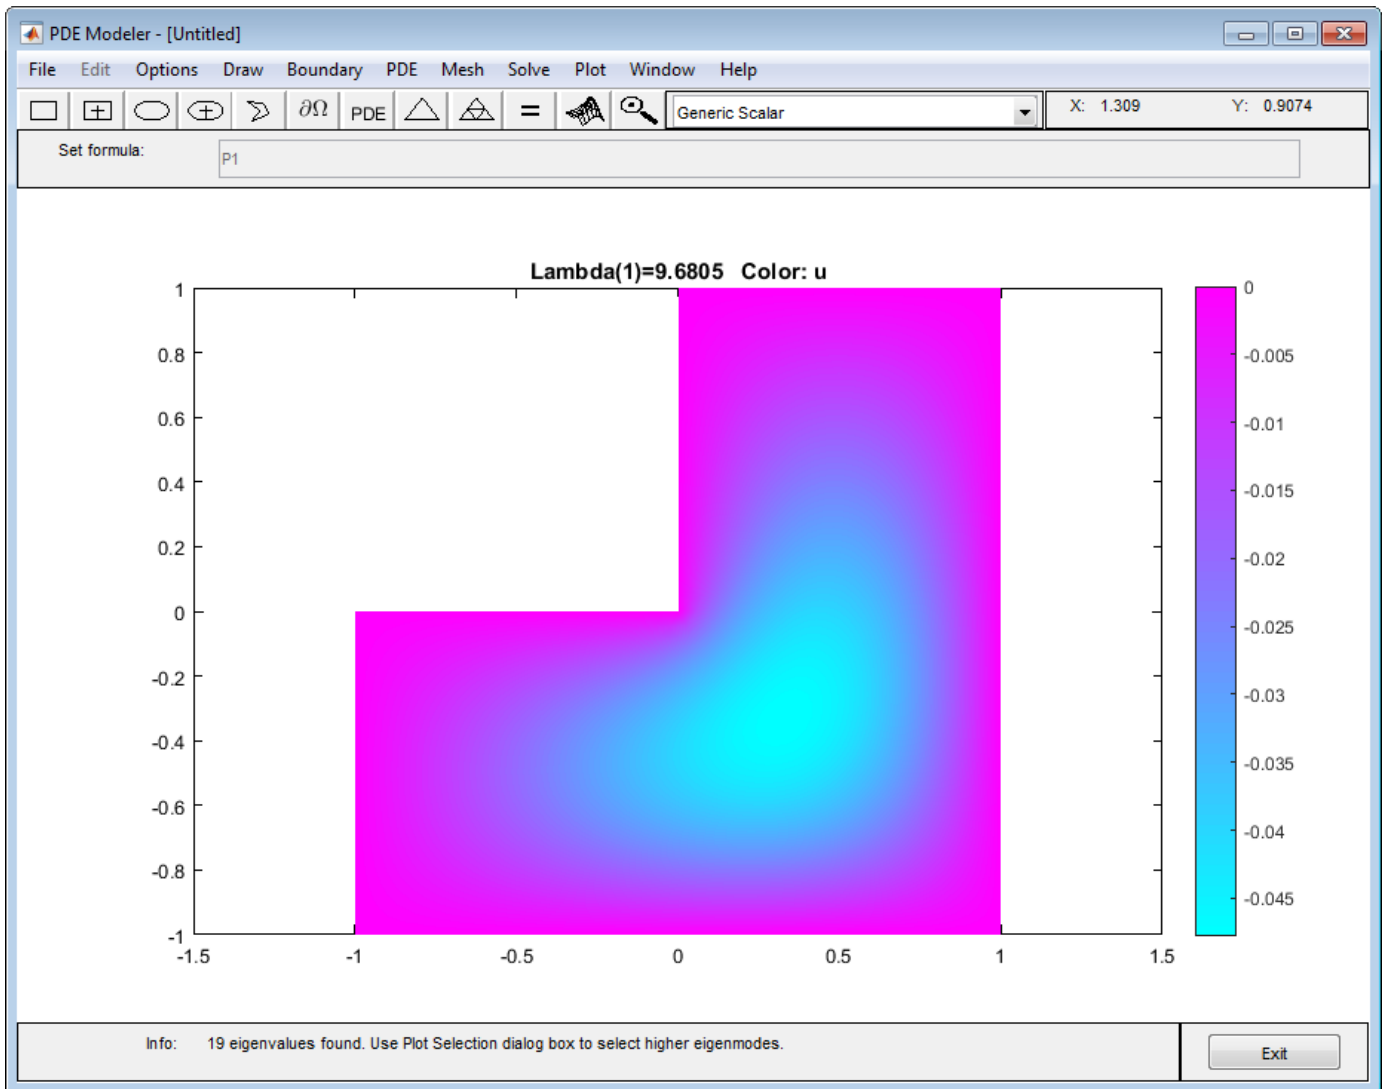 PDE Modeler - [Untitled]
File Edit Options Draw Boundary PDE Mesh Solve Plot Window Help
∂Ω PDE = Generic Scalar X: 1.309 Y: 0.9074
Set formula: P1
Lambda(1)=9.6805 Color: u
1
0.8
0.6
0.4
0.2
0
-0.2
-0.4
-0.6
-0.8
-1
-1.5 -1 -0.5 0 0.5 1 1.5
0
-0.005
-0.01
-0.015
-0.02
-0.025
-0.03
-0.035
-0.04
-0.045
Info: 19 eigenvalues found. Use Plot Selection dialog box to select higher eigenmodes.
Exit